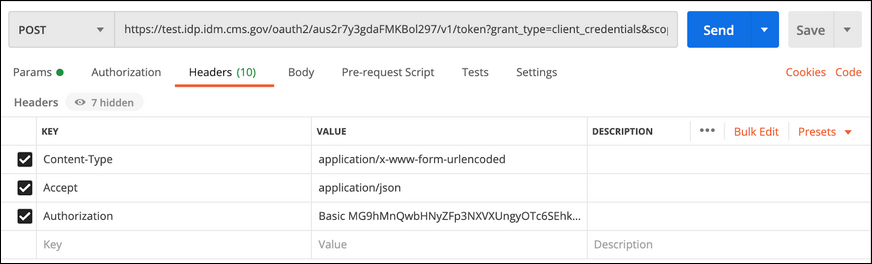 POST https://test.idp.idm.cms.gov/oauth2/aus2r7y3gdaFMKBol297/v1/token?grant_type=client_credentials&scop Send Save
Params Authorization Headers (10) Body Pre-request Script Tests Settings Cookies Code
Headers 7 hidden
KEY VALUE DESCRIPTION ••• Bulk Edit Presets
Content-Type application/x-www-form-urlencoded
Accept application/json
Authorization Basic MG9hMnQwbHNyZFp3NXVXUngyOTc6SEhk...
Key Value Description